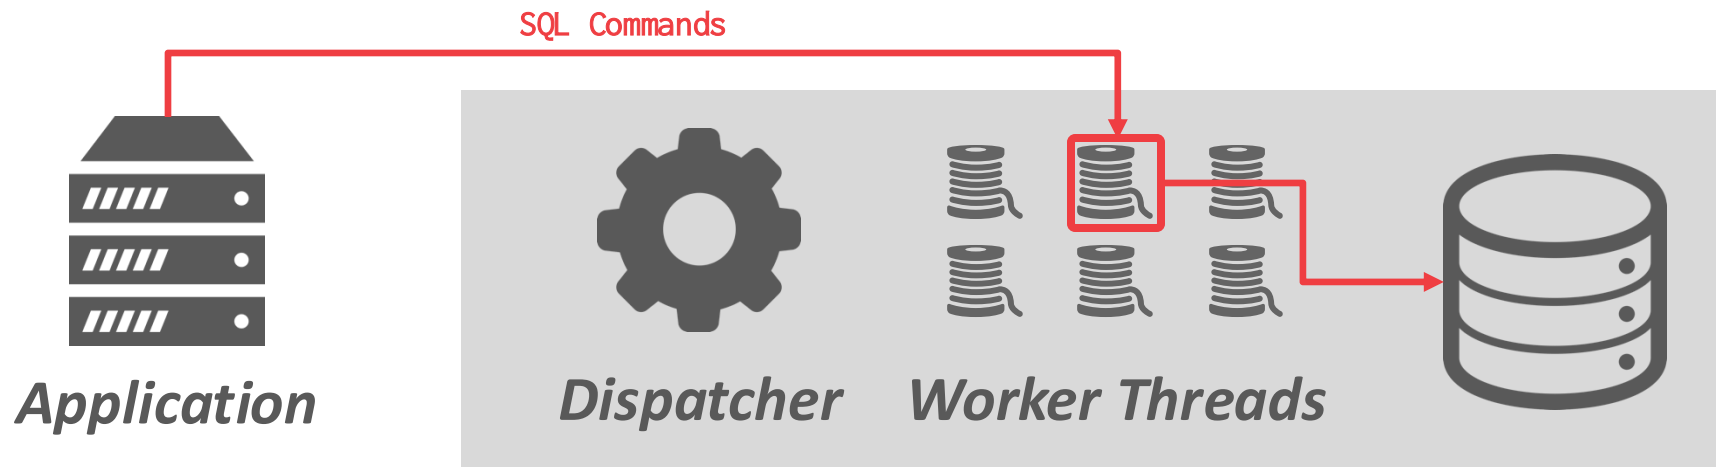 SQL Commands
Application
Dispatcher
Worker Threads